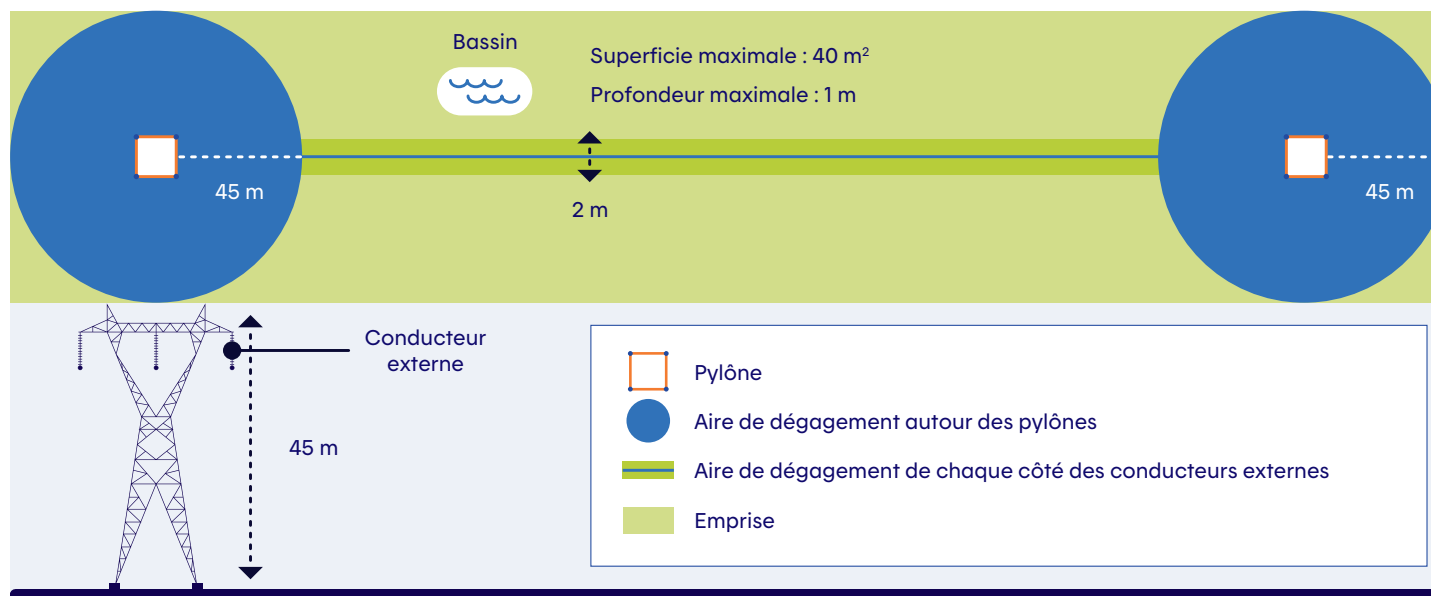 Bassin
Superficie maximale : 40 m²
Profondeur maximale : 1 m
45 m
2 m
45 m
Conducteur
externe
45 m
Pylône
Aire de dégagement autour des pylônes
Aire de dégagement de chaque côté des conducteurs externes
Emprise